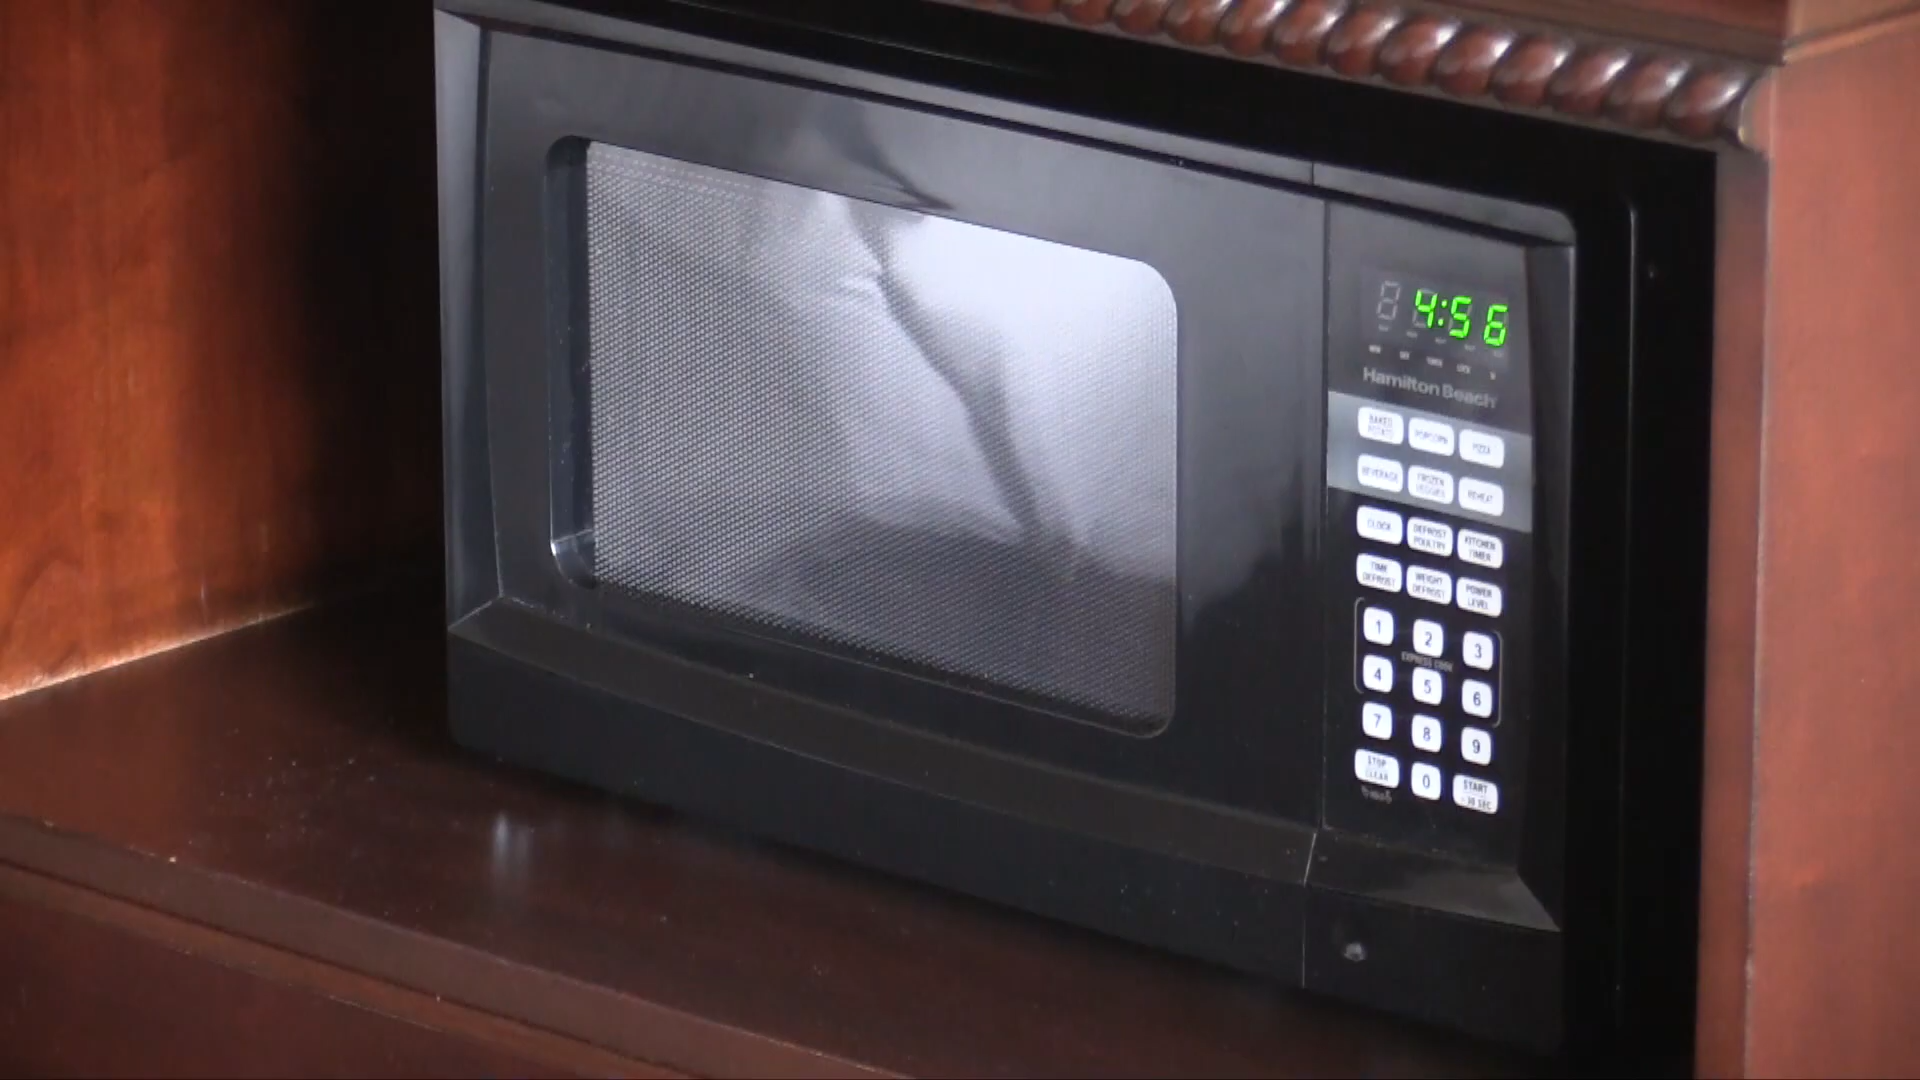 4:56
Hamilton Beach
BAKED POTATO
POPCORN
PIZZA
BEVERAGE
FROZEN VEGGIES
REHEAT
CLOCK
DEFROST POULTRY
KITCHEN TIMER
TIME DEFROST
WEIGHT DEFROST
POWER LEVEL
1 2 3
EXPRESS COOK
4 5 6
7 8 9
STOP CLEAR
0
START +30 SEC